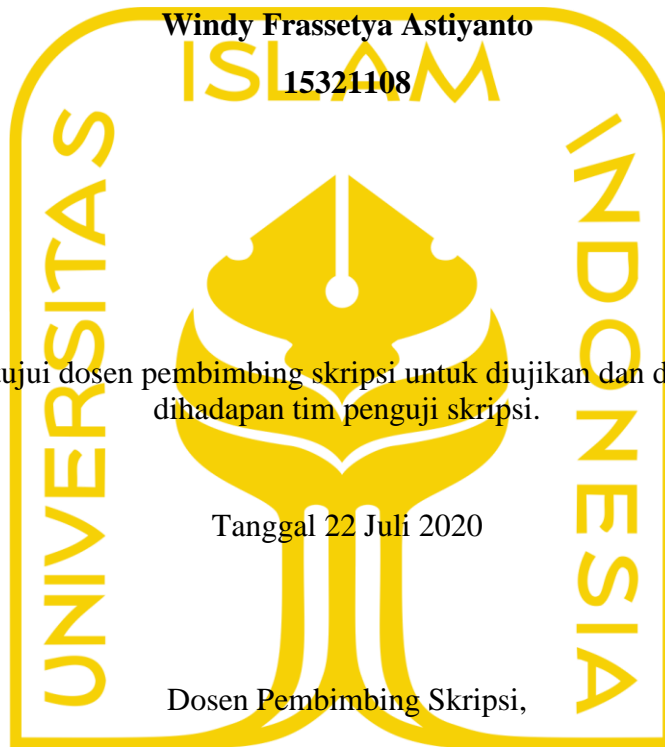 Windy Frassetya Astiyanto
ISLAM
15321108
UNIVERSITAS
INDONESIA
tujui dosen pembimbing skripsi untuk diujikan dan d
dihadapan tim penguji skripsi.
Tanggal 22 Juli 2020
Dosen Pembimbing Skripsi,